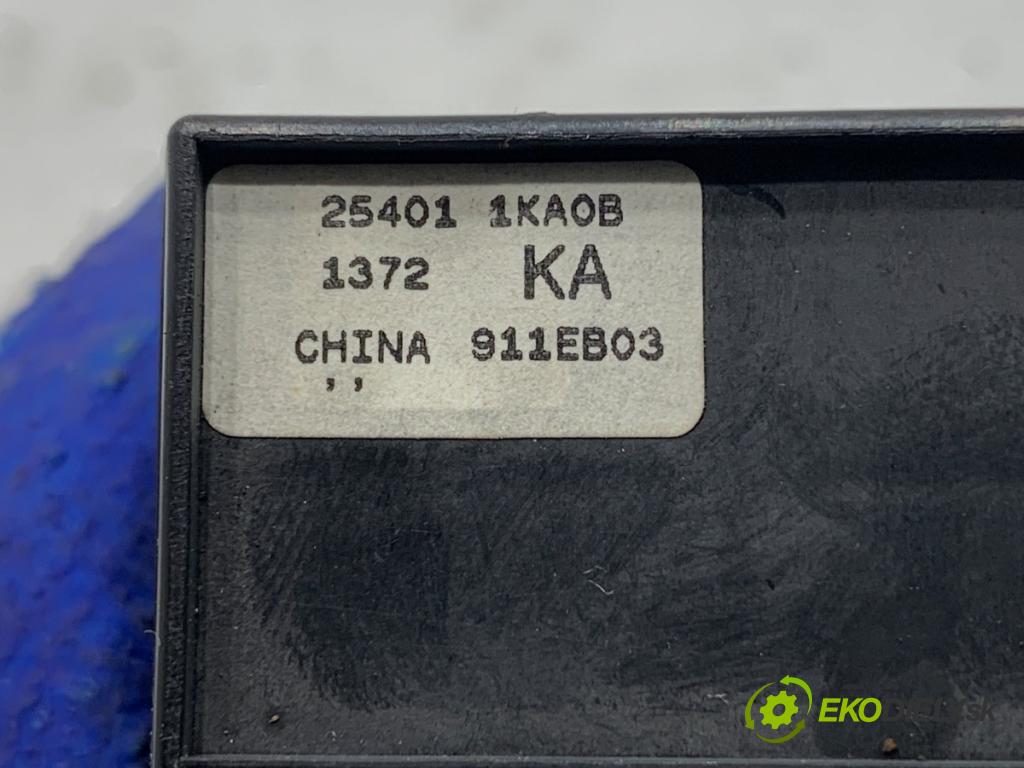 25401 1KA0B
1372 KA
CHINA 911EB03
,,
EKO